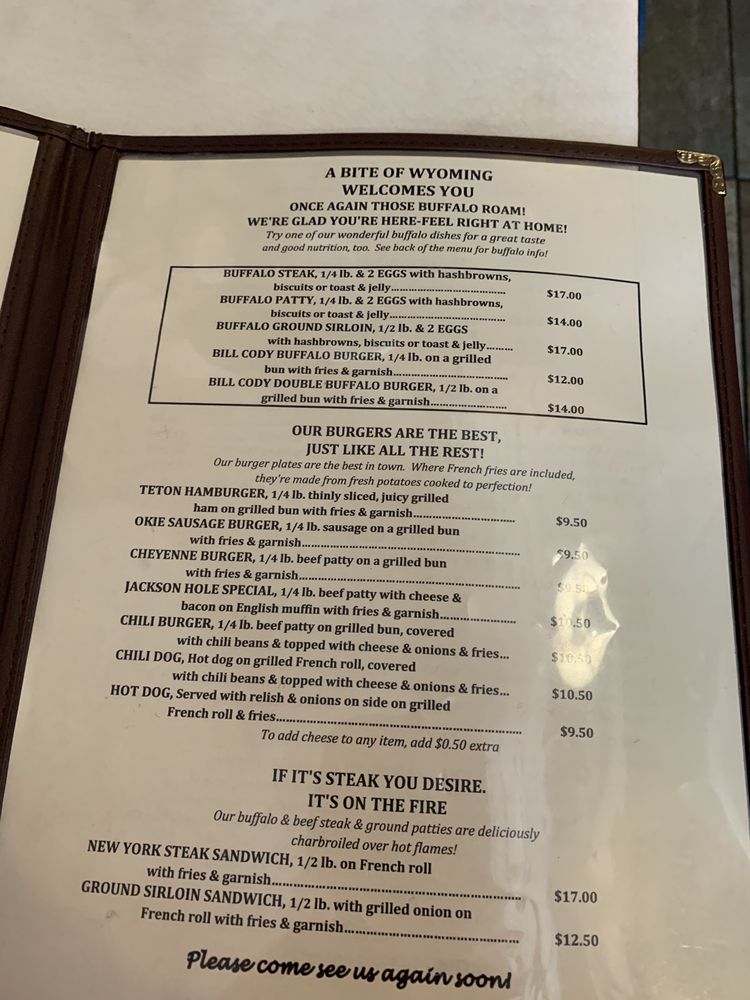 A BITE OF WYOMING
WELCOMES YOU
ONCE AGAIN THOSE BUFFALO ROAM!
WE'RE GLAD YOU'RE HERE-FEEL RIGHT AT HOME!
Try one of our wonderful buffalo dishes for a great taste
and good nutrition, too. See back of the menu for buffalo info!
BUFFALO STEAK, 1/4 lb. & 2 EGGS with hashbrowns,
biscuits or toast & jelly........................................ $17.00
BUFFALO PATTY, 1/4 lb. & 2 EGGS with hashbrowns,
biscuits or toast & jelly........................................ $14.00
BUFFALO GROUND SIRLOIN, 1/2 lb. & 2 EGGS
with hashbrowns, biscuits or toast & jelly......... $17.00
BILL CODY BUFFALO BURGER, 1/4 lb. on a grilled
bun with fries & garnish................................................ $12.00
BILL CODY DOUBLE BUFFALO BURGER, 1/2 lb. on a
grilled bun with fries & garnish........................... $14.00
OUR BURGERS ARE THE BEST,
JUST LIKE ALL THE REST!
Our burger plates are the best in town. Where French fries are included,
they're made from fresh potatoes cooked to perfection!
TETON HAMBURGER, 1/4 lb. thinly sliced, juicy grilled
ham on grilled bun with fries & garnish.................................. $9.50
OKIE SAUSAGE BURGER, 1/4 lb. sausage on a grilled bun
with fries & garnish........................................................................ $9.50
CHEYENNE BURGER, 1/4 lb. beef patty on a grilled bun
with fries & garnish........................................................................ $9.50
JACKSON HOLE SPECIAL, 1/4 lb. beef patty with cheese &
bacon on English muffin with fries & garnish......................... $10.50
CHILI BURGER, 1/4 lb. beef patty on grilled bun, covered
with chili beans & topped with cheese & onions & fries... $10.50
CHILI DOG, Hot dog on grilled French roll, covered
with chili beans & topped with cheese & onions & fries... $10.50
HOT DOG, Served with relish & onions on side on grilled
French roll & fries................................................................................ $9.50
To add cheese to any item, add $0.50 extra
IF IT'S STEAK YOU DESIRE.
IT'S ON THE FIRE
Our buffalo & beef steak & ground patties are deliciously
charbroiled over hot flames!
NEW YORK STEAK SANDWICH, 1/2 lb. on French roll
with fries & garnish................................................................................ $17.00
GROUND SIRLOIN SANDWICH, 1/2 lb. with grilled onion on
French roll with fries & garnish........................................................ $12.50
Please come see us again soon!